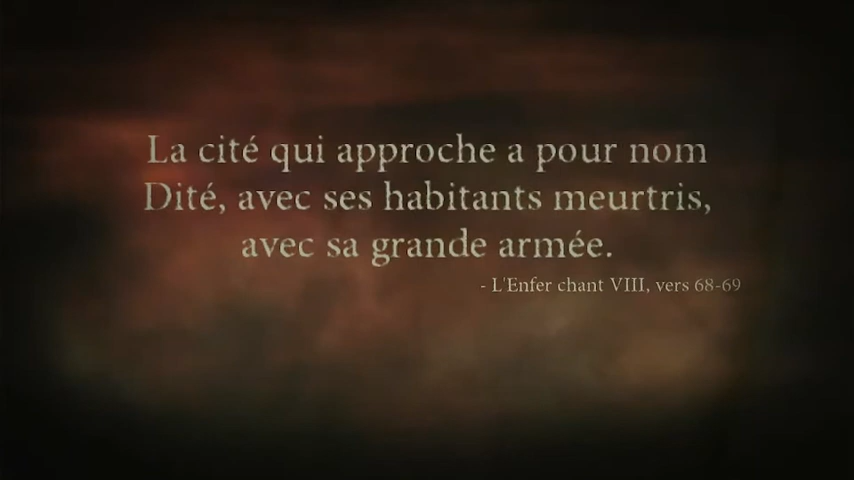 La cité qui approche a pour nom
Dité, avec ses habitants meurtris,
avec sa grande armée.
- L'Enfer chant VIII, vers 68-69